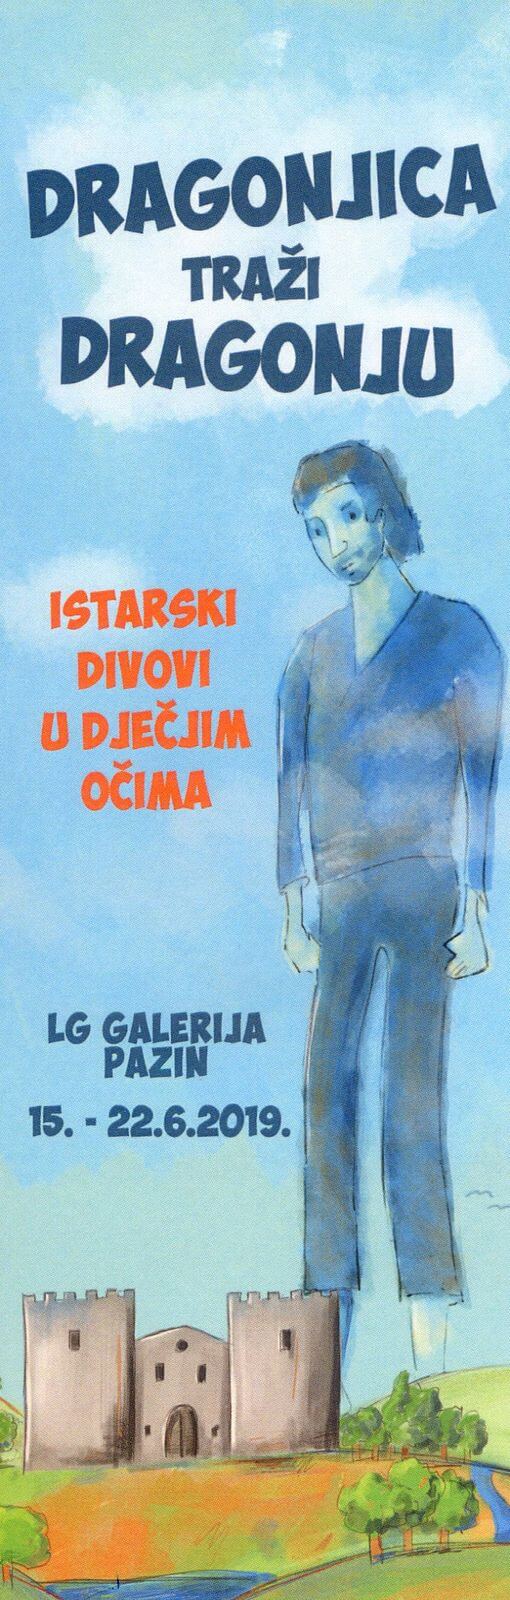 DRAGONJICA
TRAŽI
DRAGONJU
ISTARSKI
DIVOVI
U DJEČJIM
OČIMA
LG GALERIJA
PAZIN
15. - 22.6.2019.